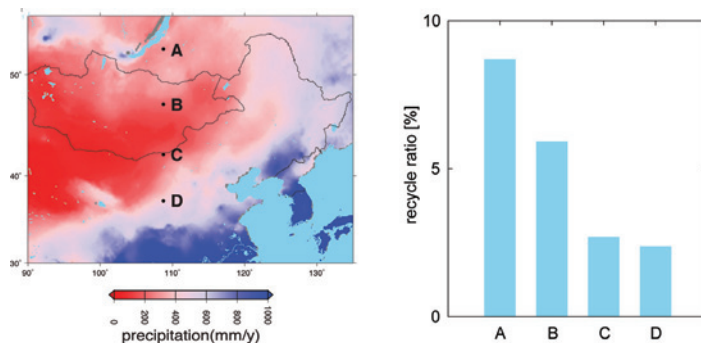 A
B
C
D
50°
40°
30°
90°
100°
110°
120°
130°
0
200
400
600
800
1000
precipitation(mm/y)
10
5
0
recycle ratio [%]
A
B
C
D